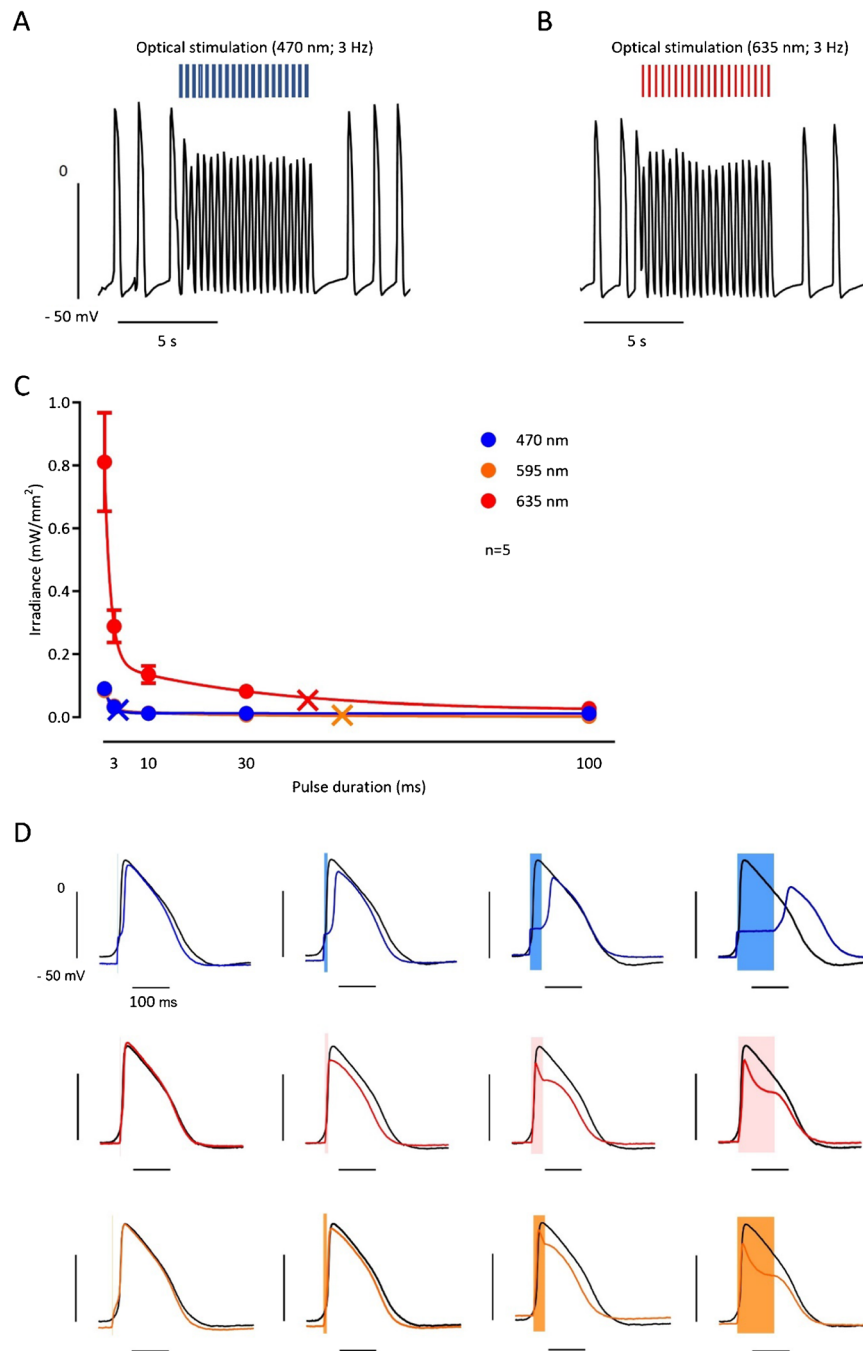 A
B
Optical stimulation (470 nm; 3 Hz)
Optical stimulation (635 nm; 3 Hz)
0
- 50 mV
5 s
5 s
C
1.0
0.8
0.6
0.4
0.2
0.0
Irradiance (mW/mm²)
470 nm
595 nm
635 nm
n=5
3
10
30
100
Pulse duration (ms)
D
0
- 50 mV
100 ms